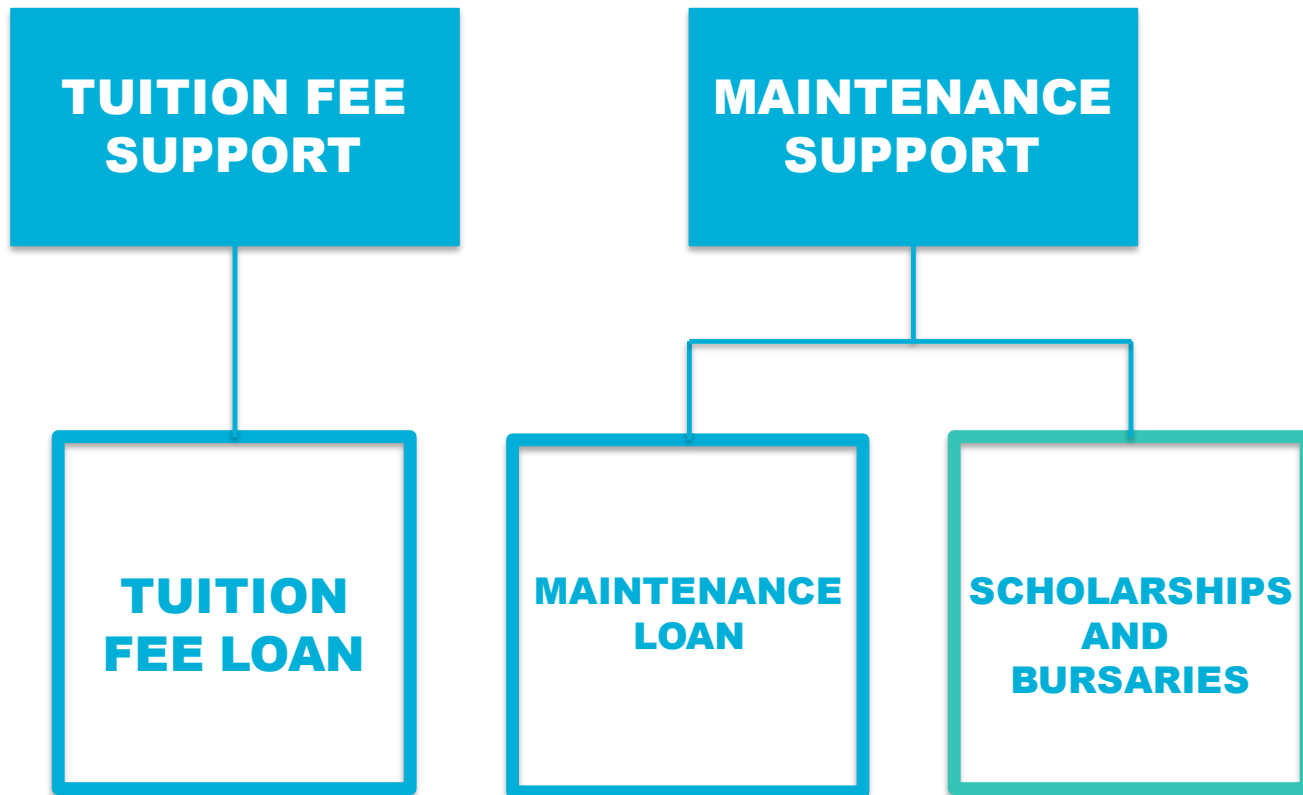 TUITION FEE
SUPPORT
MAINTENANCE
SUPPORT
TUITION
FEE LOAN
MAINTENANCE
LOAN
SCHOLARSHIPS
AND
BURSARIES